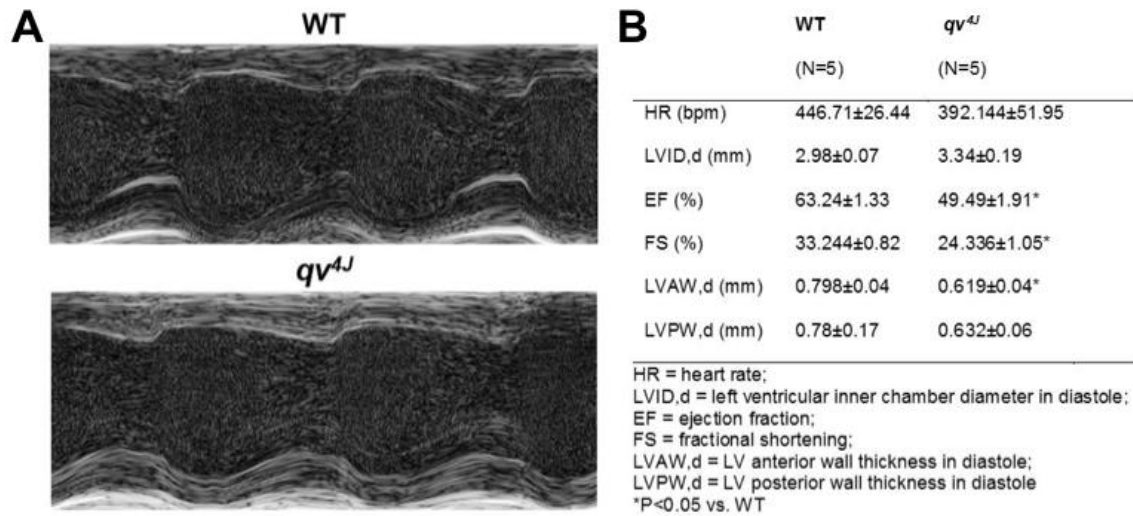 A
WT
qv4J
B
WT qv4J
(N=5) (N=5)
HR (bpm) 446.71±26.44 392.144±51.95
LVID,d (mm) 2.98±0.07 3.34±0.19
EF (%) 63.24±1.33 49.49±1.91*
FS (%) 33.244±0.82 24.336±1.05*
LVAW,d (mm) 0.798±0.04 0.619±0.04*
LVPW,d (mm) 0.78±0.17 0.632±0.06
HR = heart rate;
LVID,d = left ventricular inner chamber diameter in diastole;
EF = ejection fraction;
FS = fractional shortening;
LVAW,d = LV anterior wall thickness in diastole;
LVPW,d = LV posterior wall thickness in diastole
*P<0.05 vs. WT